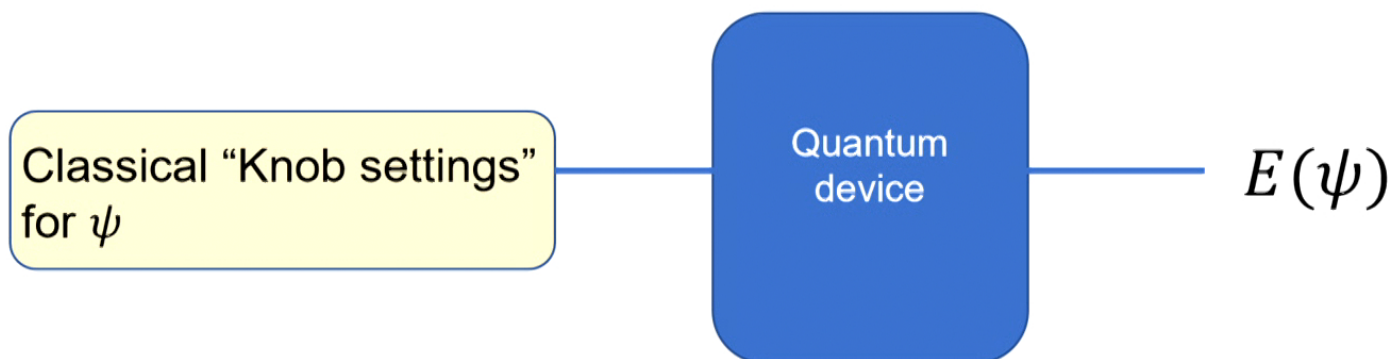 Classical “Knob settings”
for ψ
Quantum
device
E(ψ)